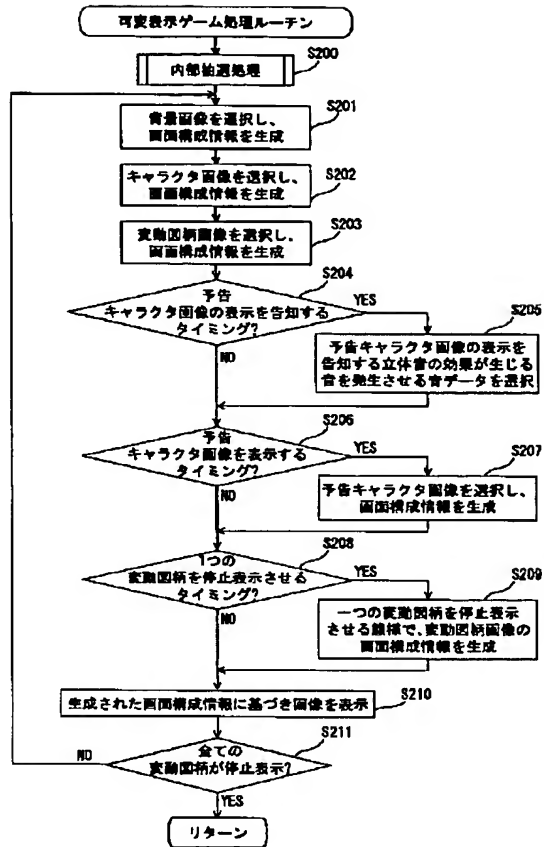 可変表示ゲーム処理ルーチン
S200
内部抽選処理
S201
背景画像を選択し、
画面構成情報を生成
S202
キャラクタ画像を選択し、
画面構成情報を生成
S203
変動図柄画像を選択し、
画面構成情報を生成
S204
予告
キャラクタ画像の表示を告知する
タイミング?
YES
NO
S205
予告キャラクタ画像の表示を
告知する立体音の効果が生じる
音を発生させる音データを選択
S206
予告
キャラクタ画像を表示する
タイミング?
YES
NO
S207
予告キャラクタ画像を選択し、
画面構成情報を生成
S208
1つの
変動図柄を停止表示させる
タイミング?
YES
NO
S209
一つの変動図柄を停止表示
させる態様で、変動図柄画像の
画面構成情報を生成
S210
生成された画面構成情報に基づき画像を表示
S211
全ての
変動図柄が停止表示?
NO
YES
リターン